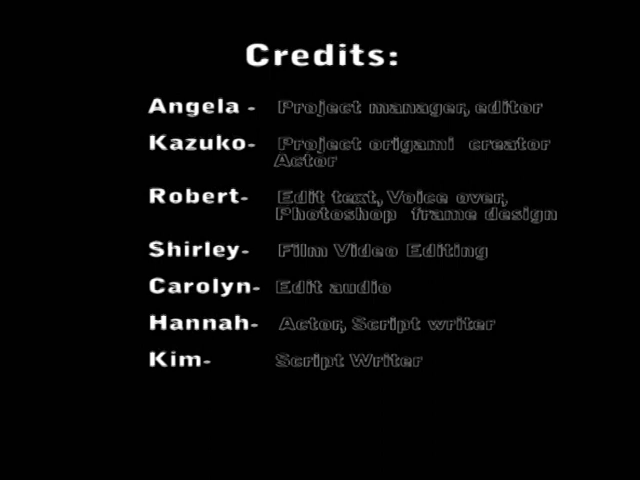 Credits:
Angela - Project manager, editor
Kazuko- Project origami creator
Actor
Robert- Edit text, Voice over,
Photoshop frame design
Shirley- Film Video Editing
Carolyn- Edit audio
Hannah- Actor, Script writer
Kim- Script Writer